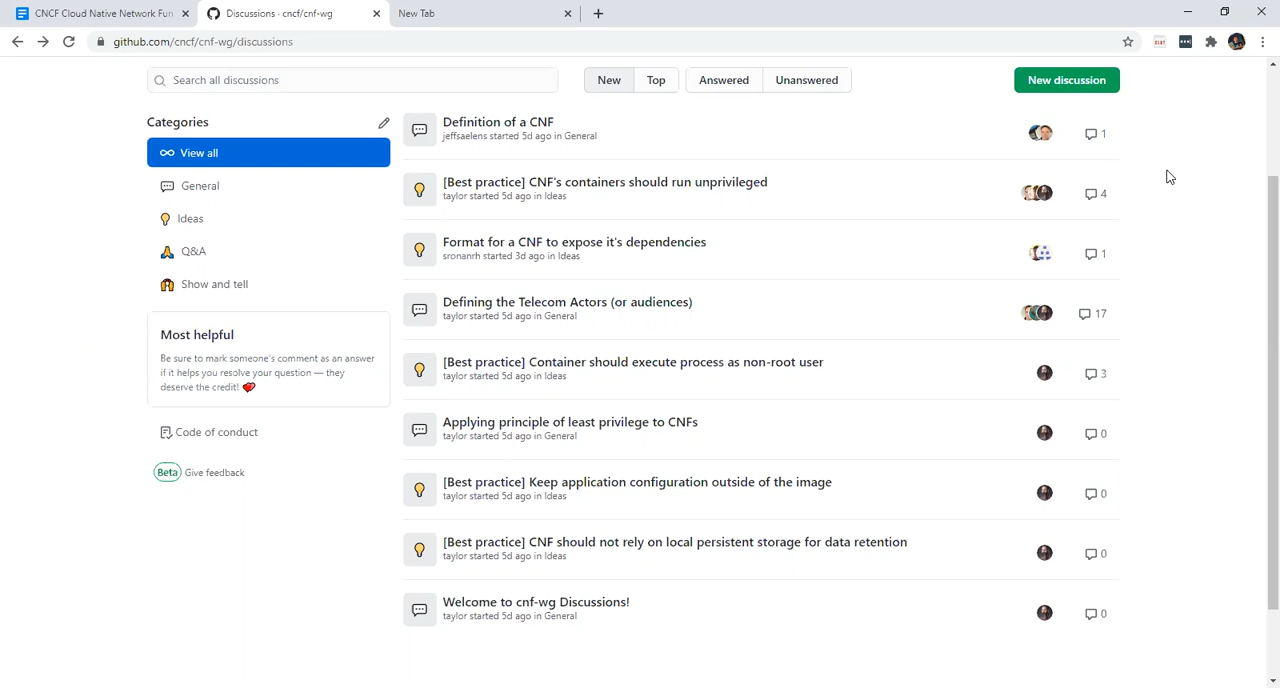 CNCF Cloud Native Network Fun
Discussions · cncf/cnf-wg
New Tab
github.com/cncf/cnf-wg/discussions
Search all discussions
New
Top
Answered
Unanswered
New discussion
Categories
View all
General
Ideas
Q&A
Show and tell
Most helpful
Be sure to mark someone's comment as an answer
if it helps you resolve your question — they
deserve the credit!
Code of conduct
Beta Give feedback
Definition of a CNF
jeffsaelens started 5d ago in General
1
[Best practice] CNF's containers should run unprivileged
taylor started 5d ago in Ideas
4
Format for a CNF to expose it's dependencies
sronanrh started 3d ago in Ideas
1
Defining the Telecom Actors (or audiences)
taylor started 5d ago in General
17
[Best practice] Container should execute process as non-root user
taylor started 5d ago in Ideas
3
Applying principle of least privilege to CNFs
taylor started 5d ago in General
0
[Best practice] Keep application configuration outside of the image
taylor started 5d ago in Ideas
0
[Best practice] CNF should not rely on local persistent storage for data retention
taylor started 5d ago in Ideas
0
Welcome to cnf-wg Discussions!
taylor started 5d ago in General
0